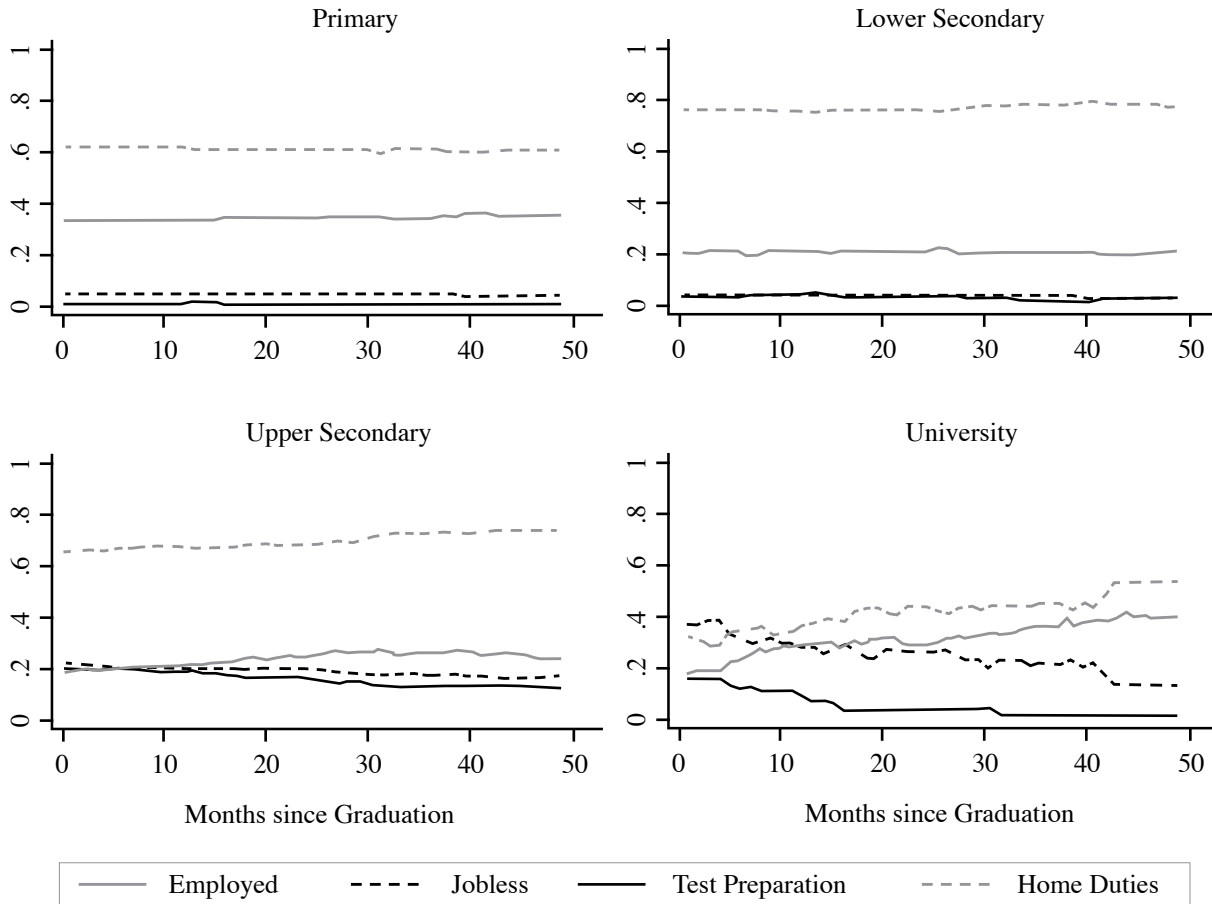 Primary
1
.8
.6
.4
.2
0
0 10 20 30 40 50
Lower Secondary
1
.8
.6
.4
.2
0
0 10 20 30 40 50
Upper Secondary
1
.8
.6
.4
.2
0
0 10 20 30 40 50
Months since Graduation
University
1
.8
.6
.4
.2
0
0 10 20 30 40 50
Months since Graduation
Employed Jobless Test Preparation Home Duties